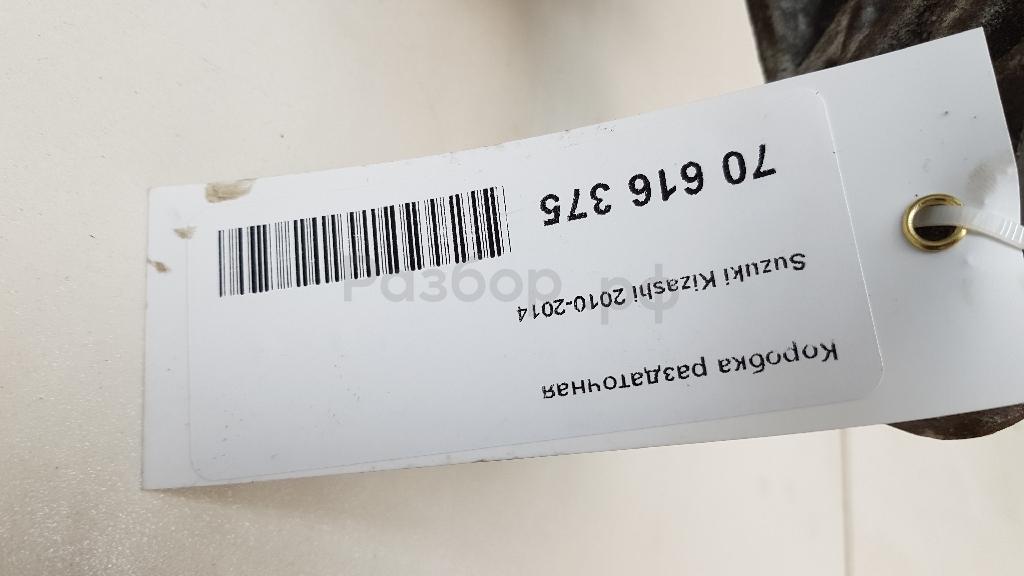 Коробка раздаточная
Suzuki Kizashi 2010-2014
70 616 375
Разбор.рф